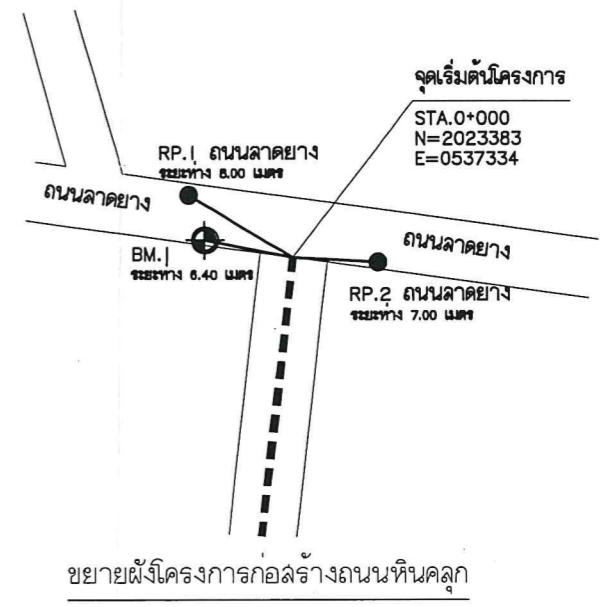 จุดเริ่มต้นโครงการ
STA.0+000
N=2023383
E=0537334
RP.1 ถนนลาดยาง
ระยะห่าง 8.00 เมตร
ถนนลาดยาง
ถนนลาดยาง
BM.1
ระยะห่าง 6.40 เมตร
RP.2 ถนนลาดยาง
ระยะห่าง 7.00 เมตร
ขยายผังโครงการก่อสร้างถนนหินคลุก